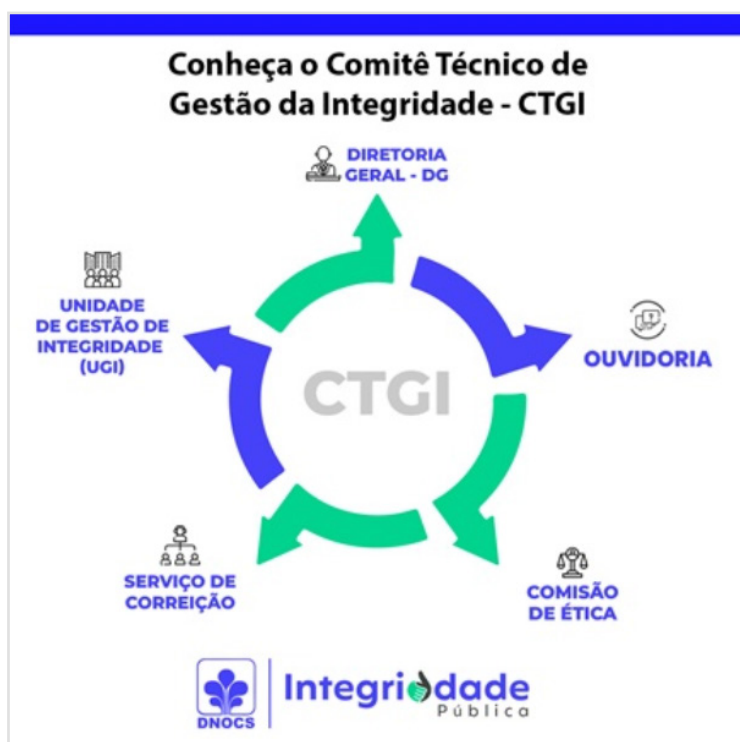 Conheça o Comitê Técnico de
Gestão da Integridade - CTGI
DIRETORIA
GERAL - DG
UNIDADE
DE GESTÃO DE
INTEGRIDADE
(UGI)
OUVIDORIA
CTGI
SERVIÇO DE
CORREIÇÃO
COMISÃO
DE ÉTICA
DNOCS
Integridade
Pública